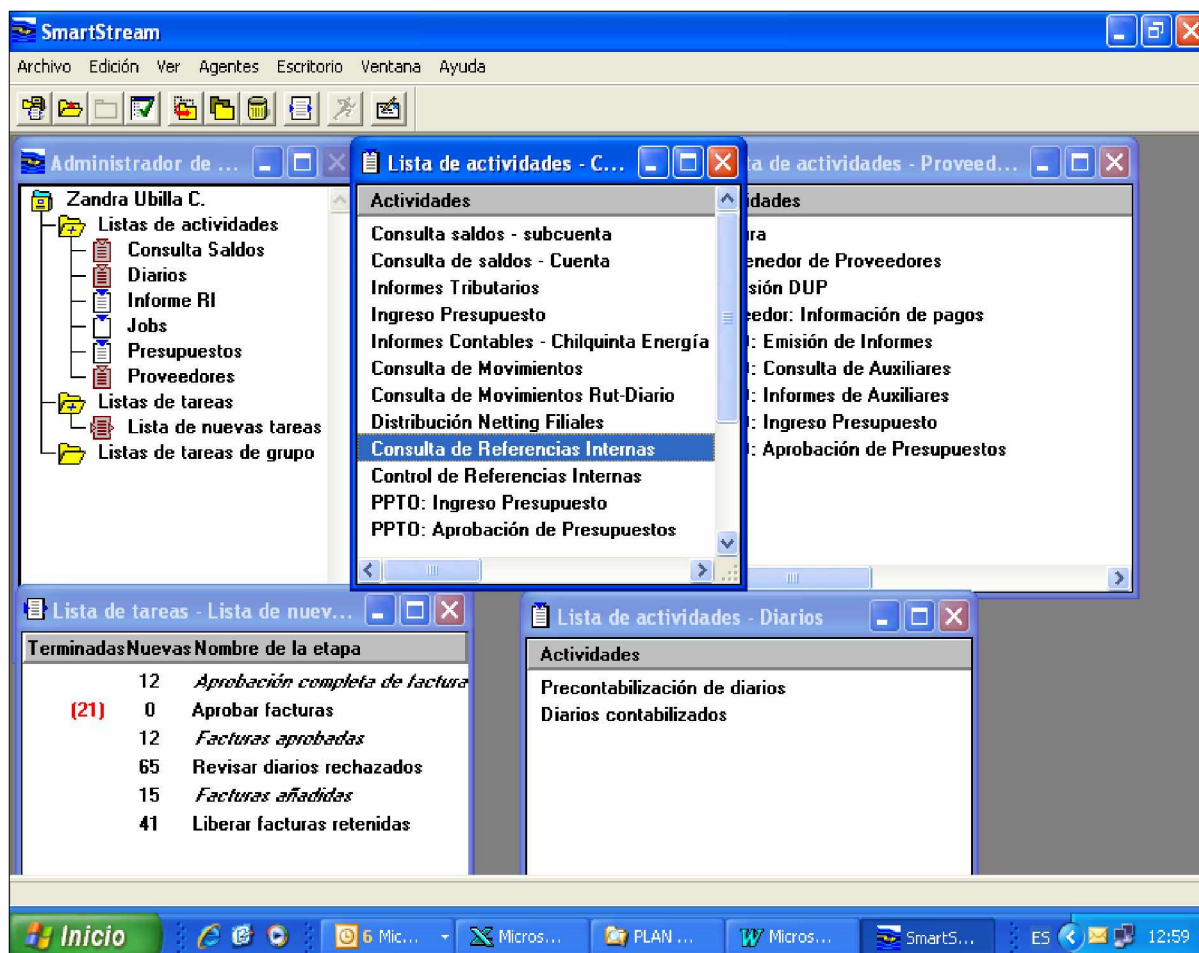 SmartStream
Archivo Edición Ver Agentes Escritorio Ventana Ayuda
Administrador de ...
Zandra Ubilla C.
Listas de actividades
Consulta Saldos
Diarios
Informe RI
Jobs
Presupuestos
Proveedores
Listas de tareas
Lista de nuevas tareas
Listas de tareas de grupo
Lista de actividades - C...
Actividades
Consulta saldos - subcuenta
Consulta de saldos - Cuenta
Informes Tributarios
Ingreso Presupuesto
Informes Contables - Chilquinta Energía
Consulta de Movimientos
Consulta de Movimientos Rut-Diario
Distribución Netting Filiales
Consulta de Referencias Internas
Control de Referencias Internas
PPTO: Ingreso Presupuesto
PPTO: Aprobación de Presupuestos
ta de actividades - Proveed...
idades
ura
enedor de Proveedores
sión DUP
eedor: Información de pagos
: Emisión de Informes
: Consulta de Auxiliares
: Informes de Auxiliares
: Ingreso Presupuesto
: Aprobación de Presupuestos
Lista de tareas - Lista de nuev...
Terminadas Nuevas Nombre de la etapa
12 Aprobación completa de factura
(21) 0 Aprobar facturas
12 Facturas aprobadas
65 Revisar diarios rechazados
15 Facturas añadidas
41 Liberar facturas retenidas
Lista de actividades - Diarios
Actividades
Precontabilización de diarios
Diarios contabilizados
Inicio 6 Mic... Micros... PLAN ... Micros... SmartS... ES 12:59